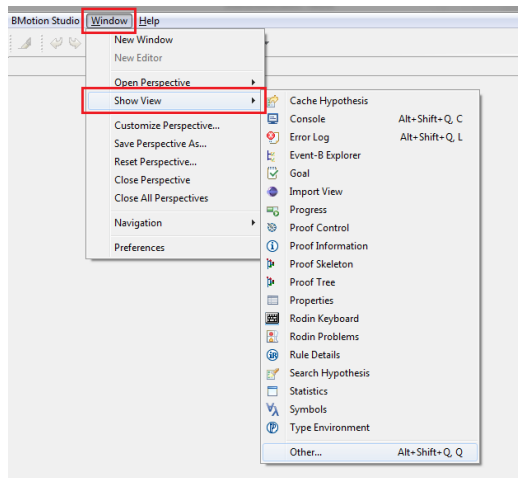 BMotion Studio Window Help
New Window
New Editor
Open Perspective
Show View
Customize Perspective...
Save Perspective As...
Reset Perspective...
Close Perspective
Close All Perspectives
Navigation
Preferences
Cache Hypothesis
Console Alt+Shift+Q, C
Error Log Alt+Shift+Q, L
Event-B Explorer
Goal
Import View
Progress
Proof Control
Proof Information
Proof Skeleton
Proof Tree
Properties
Rodin Keyboard
Rodin Problems
Rule Details
Search Hypothesis
Statistics
Symbols
Type Environment
Other... Alt+Shift+Q, Q